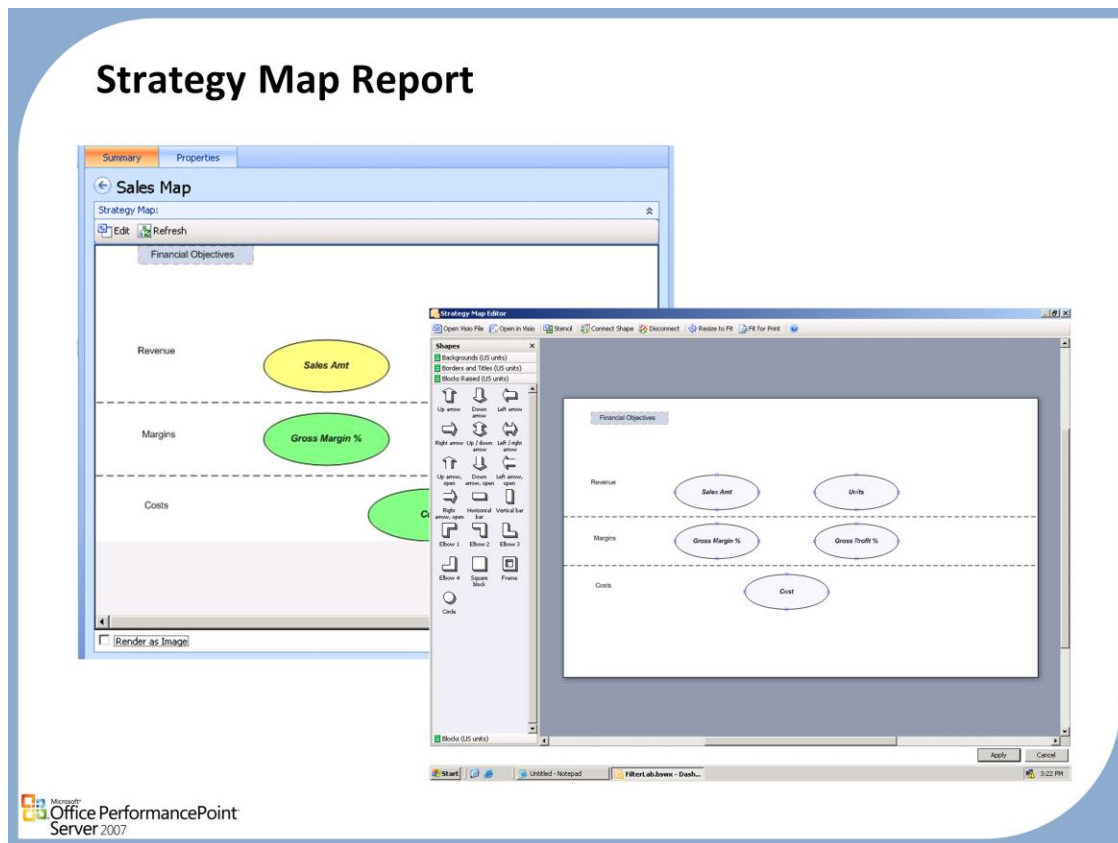 Strategy Map Report
Summary Properties
Sales Map
Strategy Map:
Edit Refresh
Financial Objectives
Revenue
Sales Amt
Margins
Gross Margin %
Costs
Render as Image
Strategy Map Editor
Open Visio File Open in Visio Stencil Connect Shape Disconnect Resize to Fit Fit for Print
Shapes
Backgrounds (US units)
Borders and Titles (US units)
Blocks Raised (US units)
Up arrow Down arrow Left arrow
Right arrow Up / down arrow Left / right arrow
Up arrow, open Down arrow, open Left arrow, open
Right arrow, open Horizontal bar Vertical bar
Elbow 1 Elbow 2 Elbow 3
Elbow 4 Square block Frame
Circle
Blocks (US units)
Financial Objectives
Revenue
Sales Amt Units
Margins
Gross Margin % Gross Profit %
Costs
Cost
Apply Cancel
Start Untitled - Notepad FilterLab.bswx - Dash... 3:22 PM
Microsoft
Office PerformancePoint
Server 2007